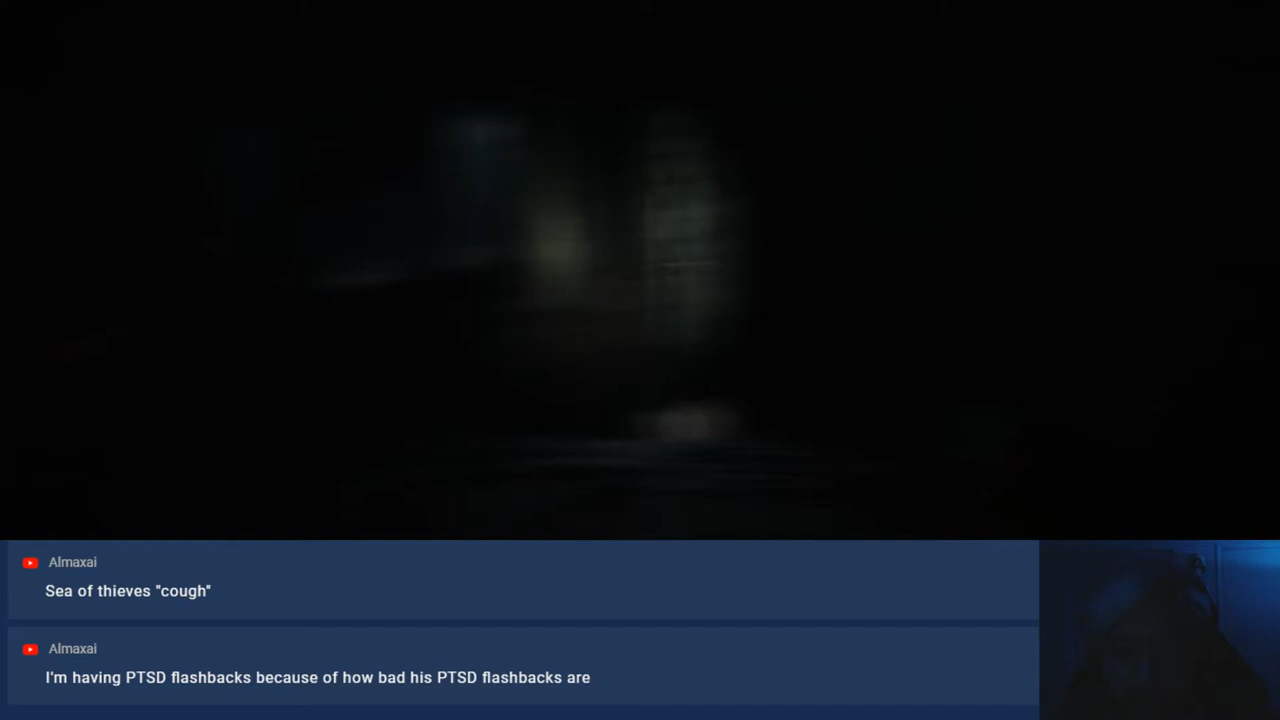 Almaxai
Sea of thieves "cough"
Almaxai
I'm having PTSD flashbacks because of how bad his PTSD flashbacks are